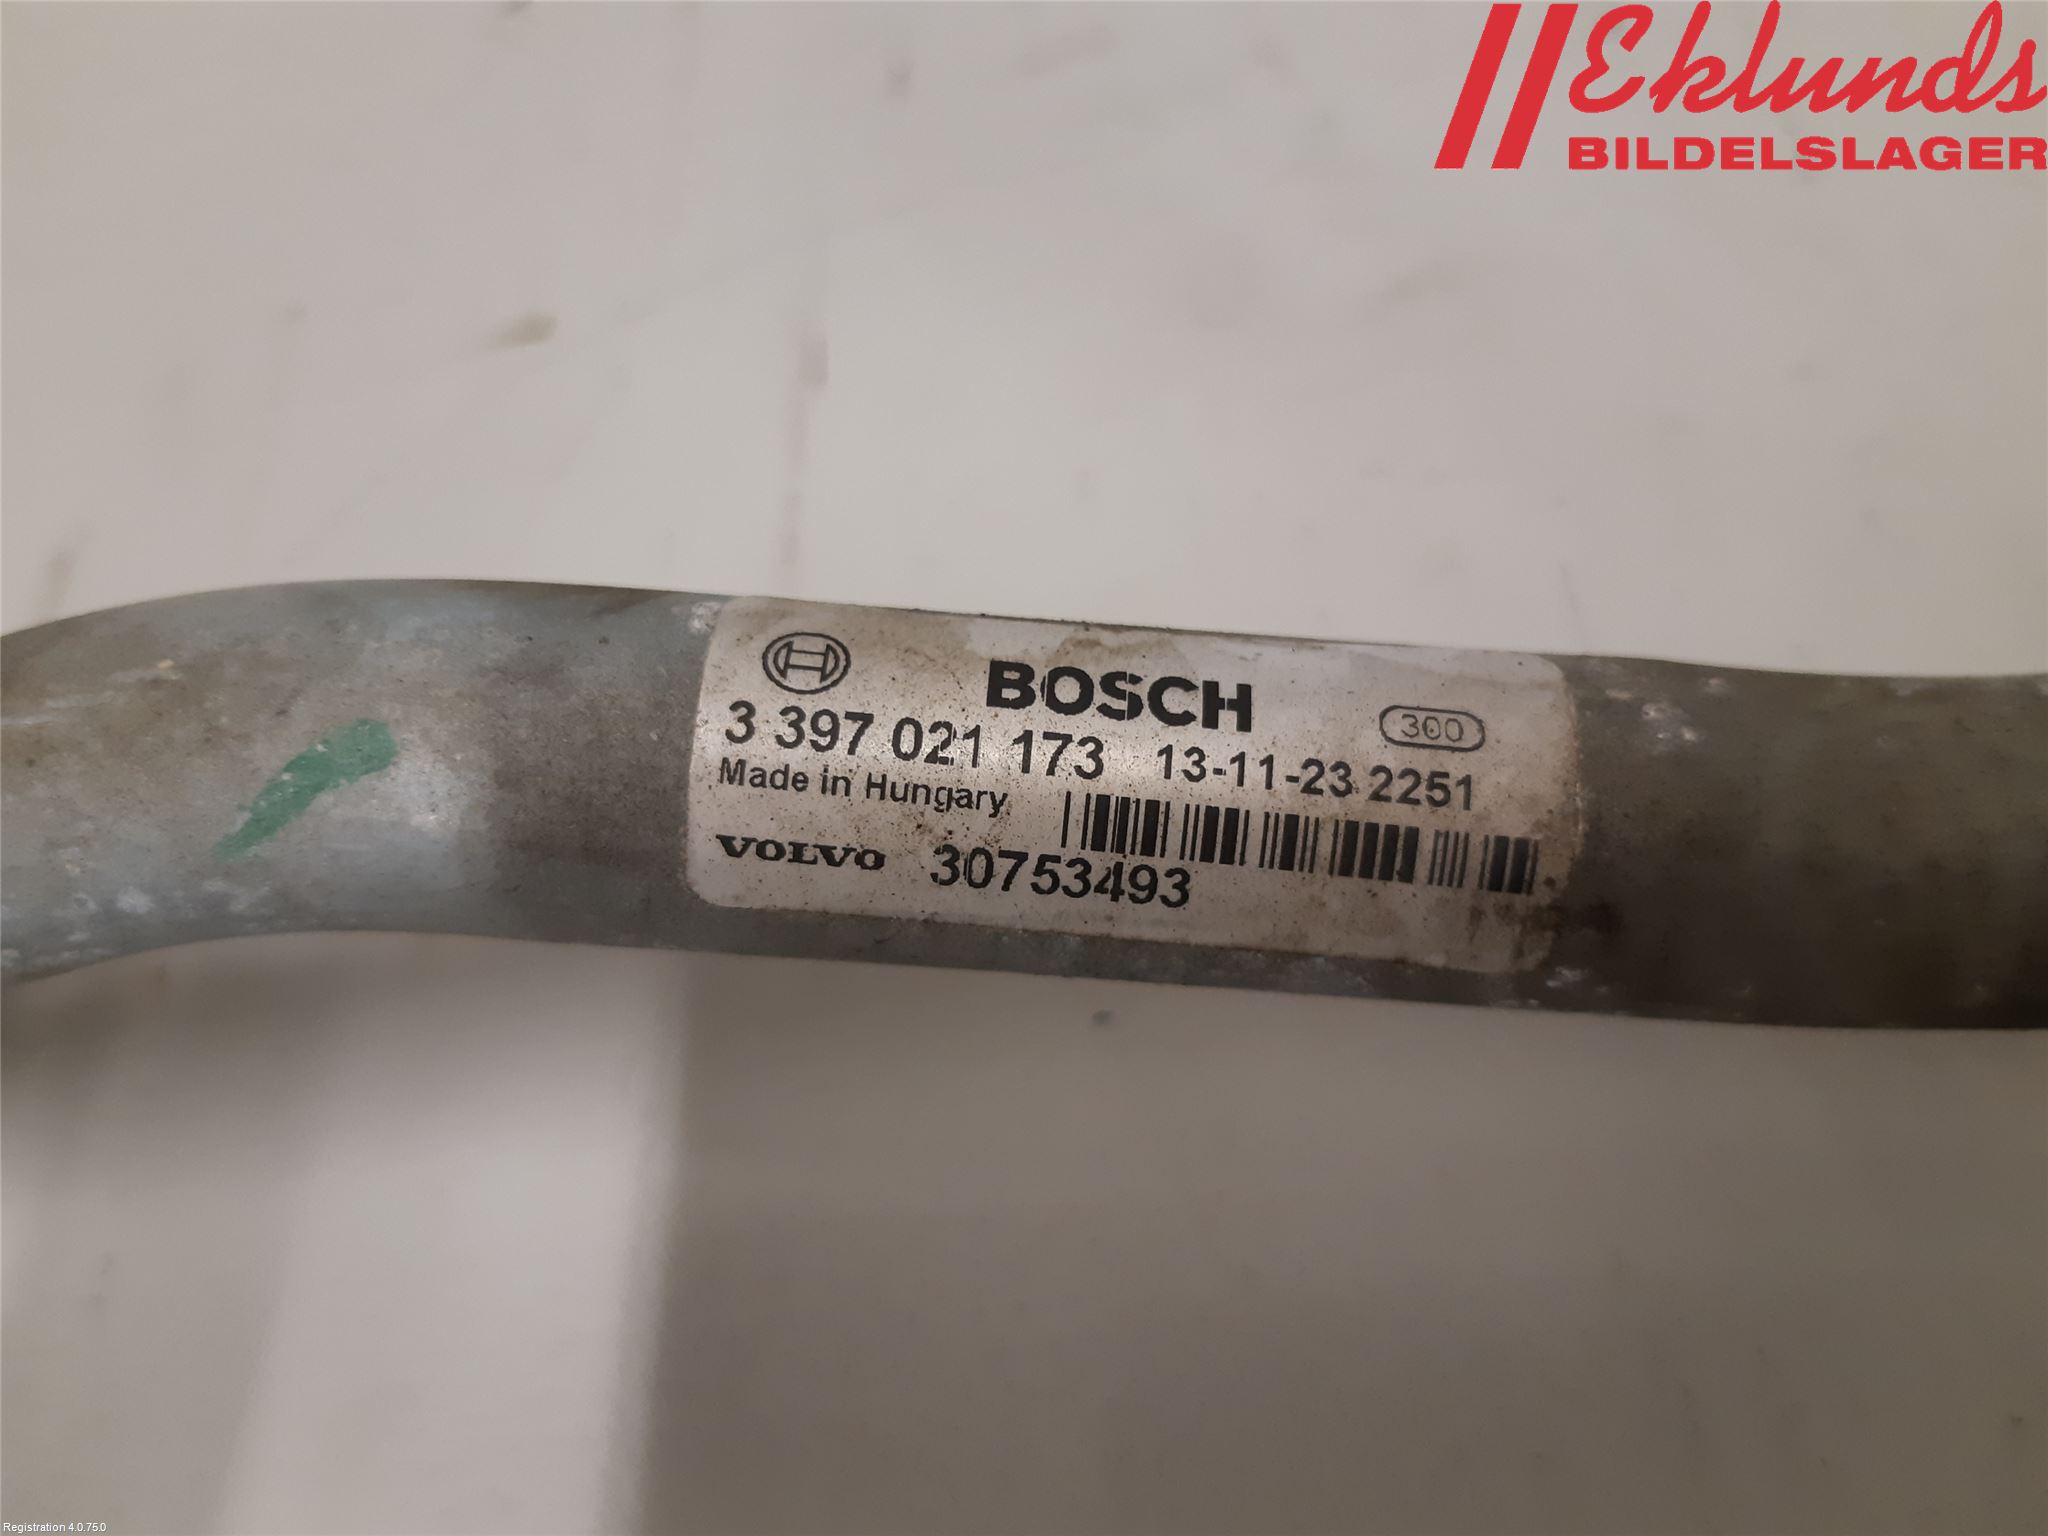 Eklunds
BILDELSLAGER
BOSCH
300
3 397 021 173 13-11-23 2251
Made in Hungary
VOLVO 30753493
Registration 4.0.75.0